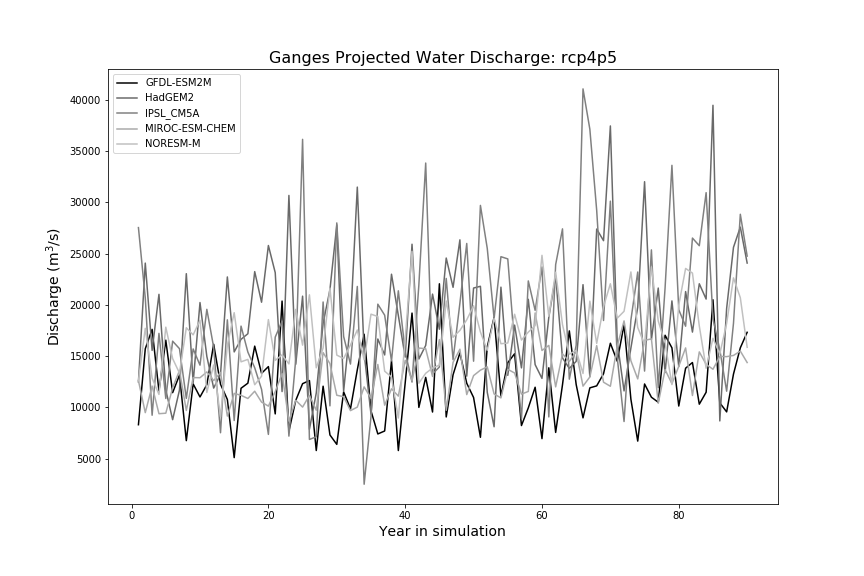 Ganges Projected Water Discharge: rcp4p5
GFDL-ESM2M
HadGEM2
IPSL_CM5A
MIROC-ESM-CHEM
NORESM-M
Discharge (m³/s)
40000
35000
30000
25000
20000
15000
10000
5000
0 20 40 60 80
Year in simulation